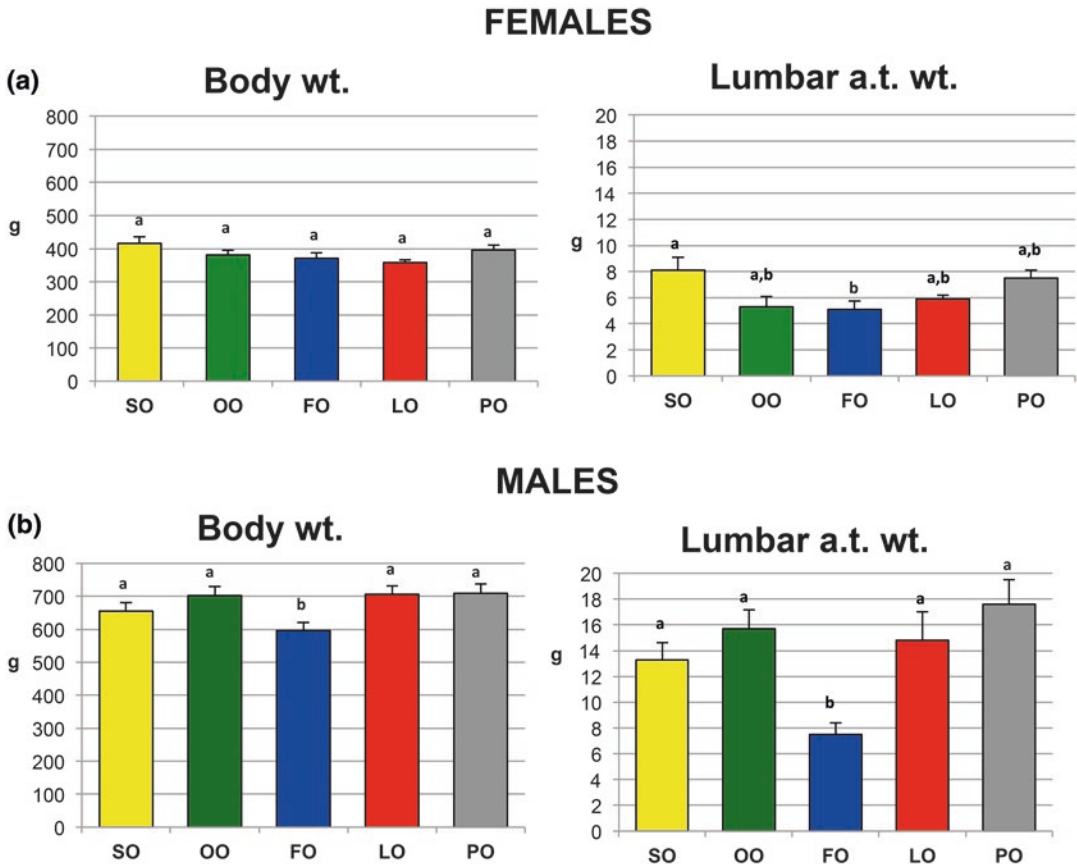 FEMALES
(a)
Body wt.
800
700
600
500
400
300
200
100
0
g
a
a
a
a
a
SO OO FO LO PO
Lumbar a.t. wt.
20
18
16
14
12
10
8
6
4
2
0
g
a
a,b
b
a,b
a,b
SO OO FO LO PO
MALES
(b)
Body wt.
800
700
600
500
400
300
200
100
0
g
a
a
b
a
a
SO OO FO LO PO
Lumbar a.t. wt.
20
18
16
14
12
10
8
6
4
2
0
g
a
a
b
a
a
SO OO FO LO PO